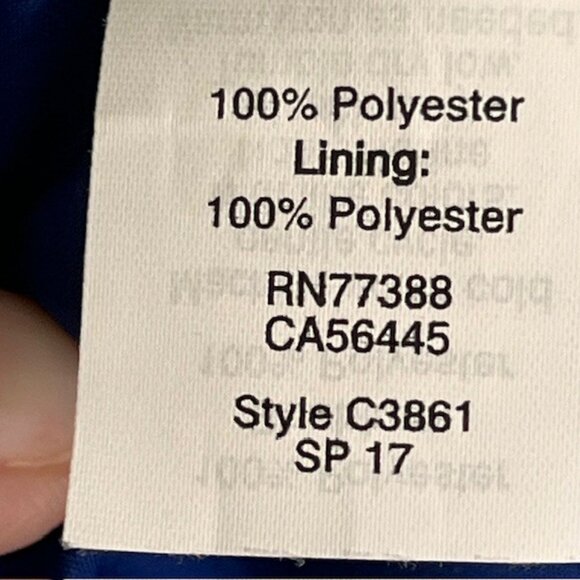 100% Polyester
Lining:
100% Polyester
RN77388
CA56445
Style C3861
SP 17